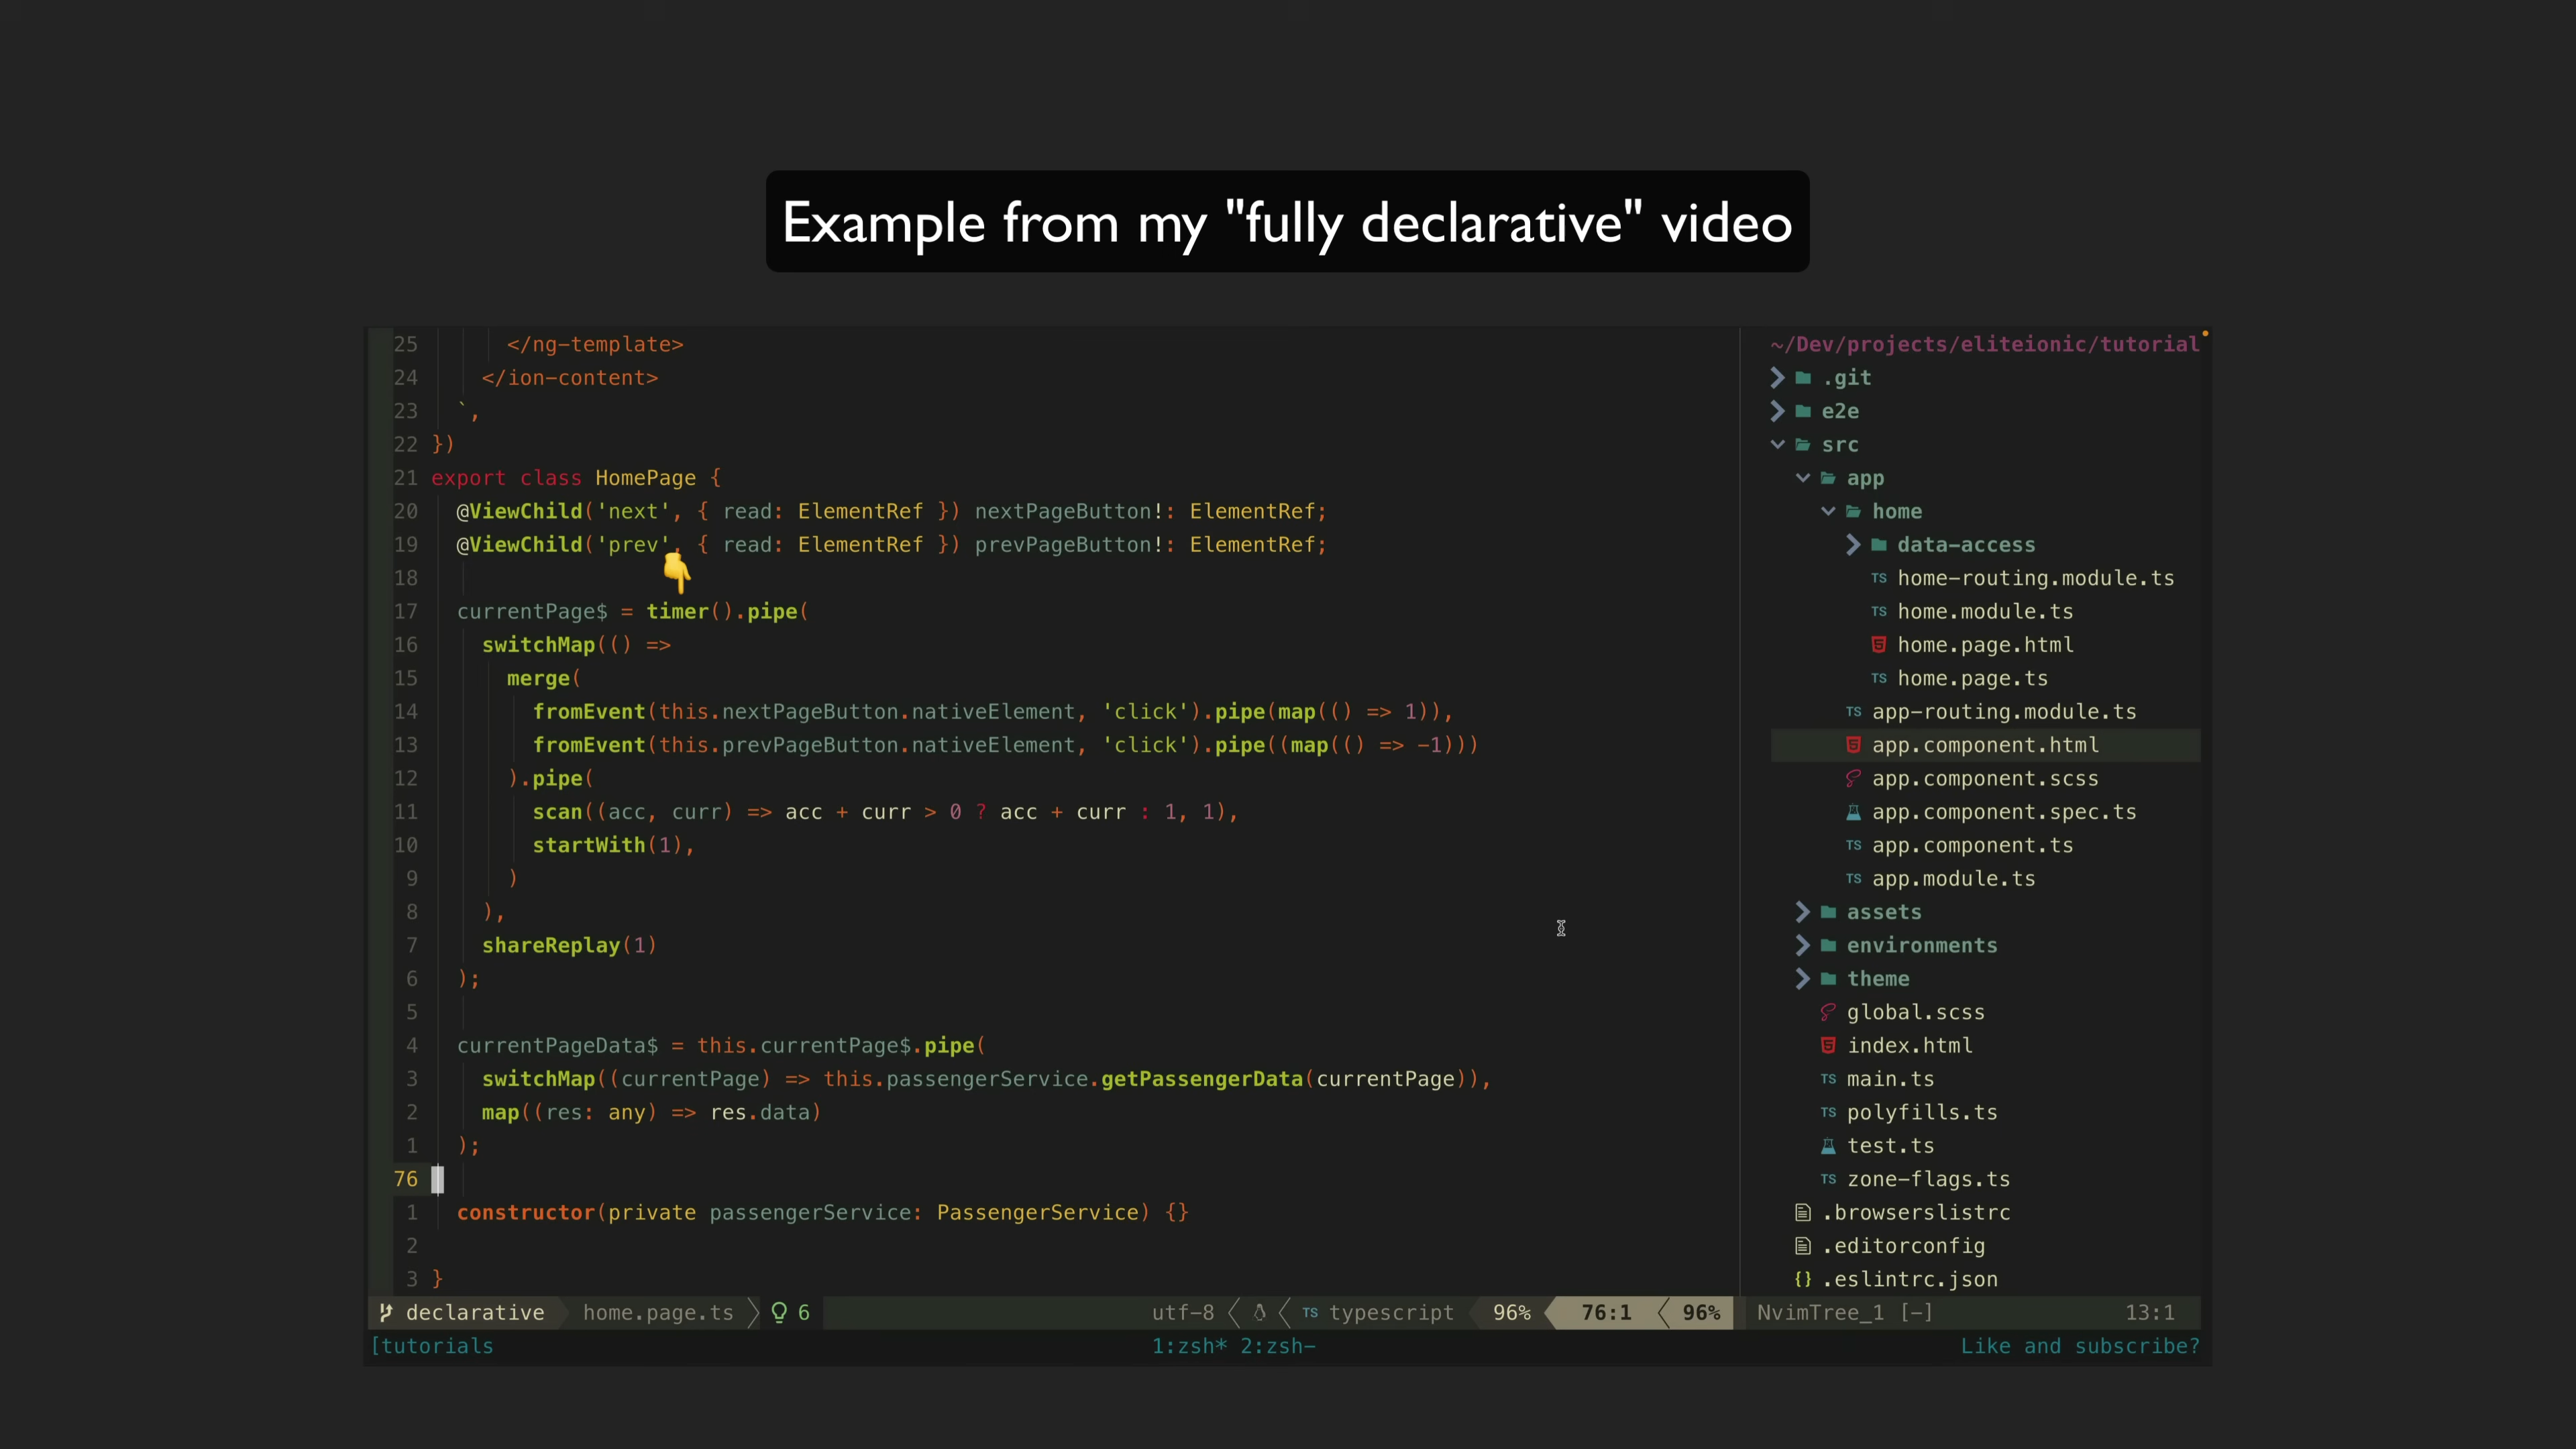 Example from my "fully declarative" video
25 </ng-template>
24 </ion-content>
23 `,
22 })
21 export class HomePage {
20 @ViewChild('next', { read: ElementRef }) nextPageButton!: ElementRef;
19 @ViewChild('prev', { read: ElementRef }) prevPageButton!: ElementRef;
18
17 currentPage$ = timer().pipe(
16 switchMap(() =>
15 merge(
14 fromEvent(this.nextPageButton.nativeElement, 'click').pipe(map(() => 1)),
13 fromEvent(this.prevPageButton.nativeElement, 'click').pipe((map(() => -1)))
12 ).pipe(
11 scan((acc, curr) => acc + curr > 0 ? acc + curr : 1, 1),
10 startWith(1),
9 )
8 ),
7 shareReplay(1)
6 );
5
4 currentPageData$ = this.currentPage$.pipe(
3 switchMap((currentPage) => this.passengerService.getPassengerData(currentPage)),
2 map((res: any) => res.data)
1 );
76
1 constructor(private passengerService: PassengerService) {}
2
3 }
~/Dev/projects/eliteionic/tutorial
.git
e2e
src
app
home
data-access
TS home-routing.module.ts
TS home.module.ts
home.page.html
TS home.page.ts
TS app-routing.module.ts
app.component.html
app.component.scss
app.component.spec.ts
TS app.component.ts
TS app.module.ts
assets
environments
theme
global.scss
index.html
TS main.ts
TS polyfills.ts
test.ts
TS zone-flags.ts
.browserslistrc
.editorconfig
{} .eslintrc.json
declarative home.page.ts 6 utf-8 TS typescript 96% 76:1 96% NvimTree_1 [-] 13:1
[tutorials 1:zsh* 2:zsh- Like and subscribe?